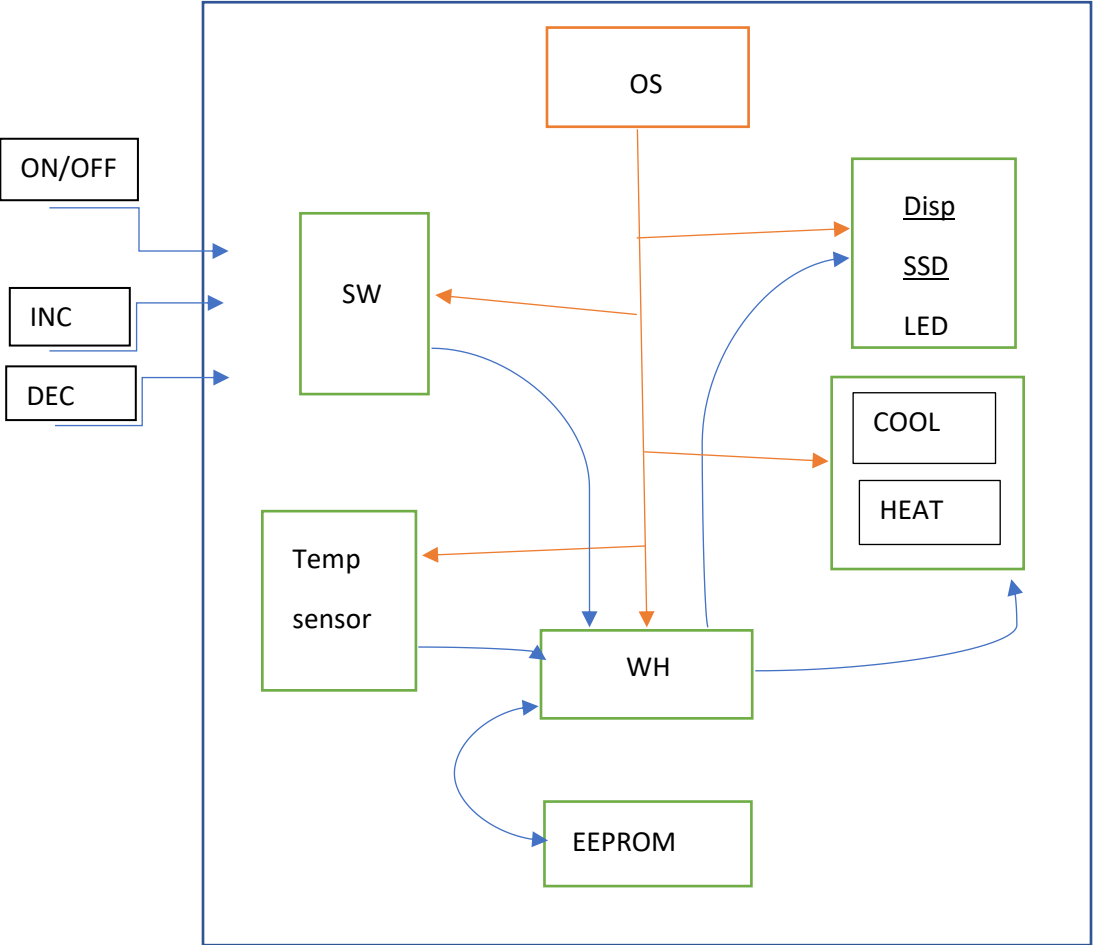 OS
ON/OFF
INC
DEC
SW
Disp
SSD
LED
COOL
HEAT
Temp
sensor
WH
EEPROM